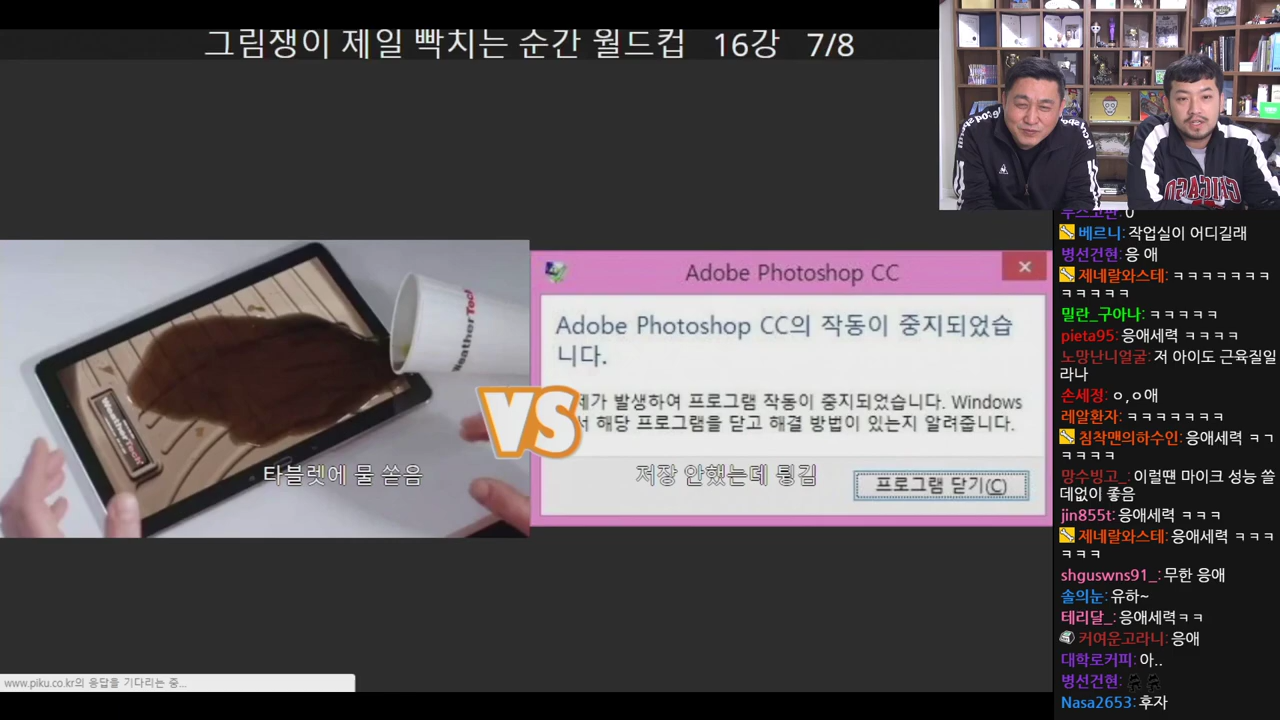 그림쟁이 제일 빡치는 순간 월드컵 16강 7/8
WeatherTech
WeatherTech
타블렛에 물 쏟음
VS
Adobe Photoshop CC
Adobe Photoshop CC의 작동이 중지되었습
니다.
제가 발생하여 프로그램 작동이 중지되었습니다. Windows
서 해당 프로그램을 닫고 해결 방법이 있는지 알려줍니다.
저장 안했는데 튕김
프로그램 닫기(C)
www.piku.co.kr의 응답을 기다리는 중...
le coq sportif
CHICAGO
베르니: 작업실이 어디길래
병선건현: 응 애
제네랄와스테: ㅋㅋㅋㅋㅋㅋㅋ
ㅋㅋㅋㅋㅋ
밀란_구아나: ㅋㅋㅋㅋㅋ
pieta95: 응애세력 ㅋㅋㅋㅋ
노망난니얼굴: 저 아이도 근육질일
라나
손세정: ㅇ,ㅇ애
레알환자: ㅋㅋㅋㅋㅋㅋㅋ
침착맨의하수인: 응애세력 ㅋㅋ
ㅋㅋㅋㅋ
망수빙고_: 이럴땐 마이크 성능 쓸
데없이 좋음
jin855t: 응애세력 ㅋㅋㅋ
제네랄와스테: 응애세력 ㅋㅋㅋ
ㅋㅋㅋ
shguswns91_: 무한 응애
솔의눈: 유하~
테리달_: 응애세력ㅋㅋ
커여운고라니: 응애
대학로커피: 아..
병선건현:
Nasa2653: 후자